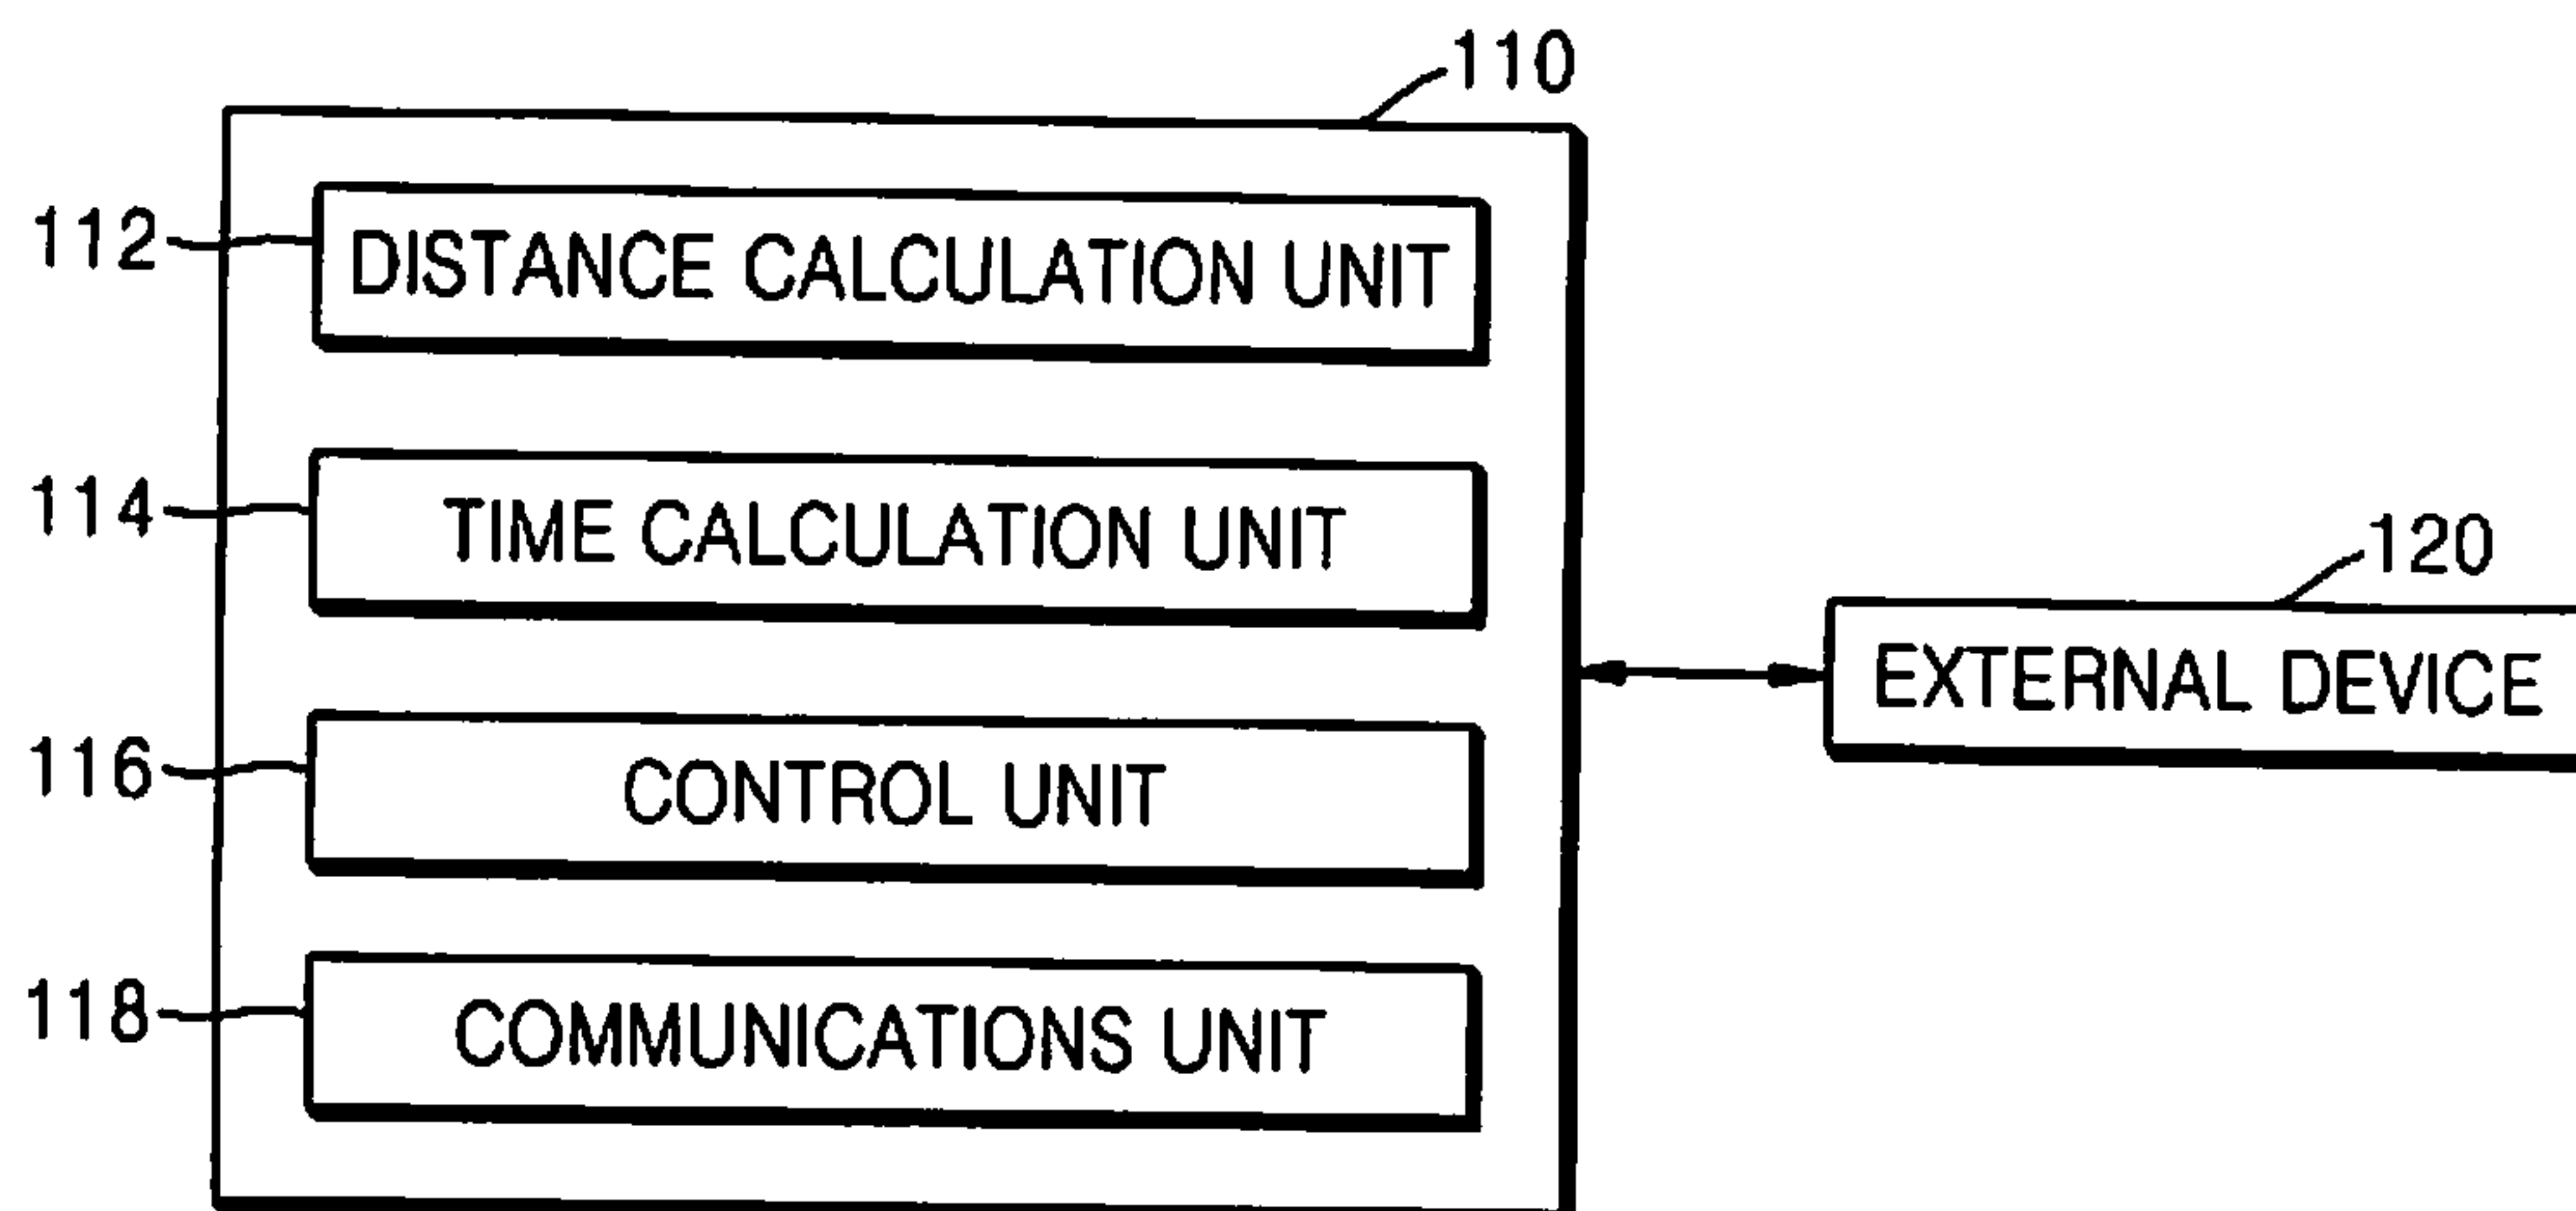 110
112
DISTANCE CALCULATION UNIT
114
TIME CALCULATION UNIT
120
EXTERNAL DEVICE
116
CONTROL UNIT
118
COMMUNICATIONS UNIT